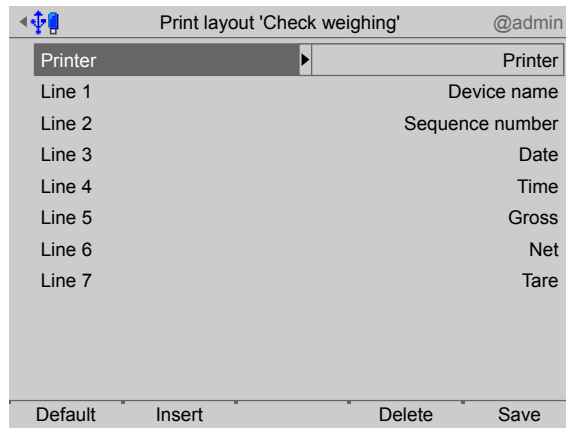 Print layout 'Check weighing' @admin
Printer Printer
Line 1 Device name
Line 2 Sequence number
Line 3 Date
Line 4 Time
Line 5 Gross
Line 6 Net
Line 7 Tare
Default Insert Delete Save